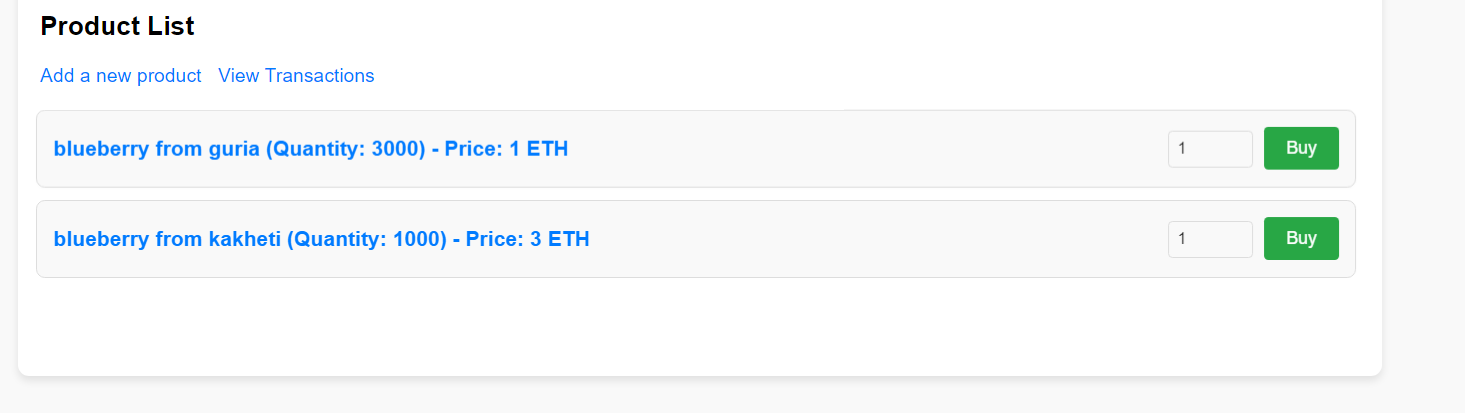 Product List
Add a new product View Transactions
blueberry from guria (Quantity: 3000) - Price: 1 ETH 1 Buy
blueberry from kakheti (Quantity: 1000) - Price: 3 ETH 1 Buy